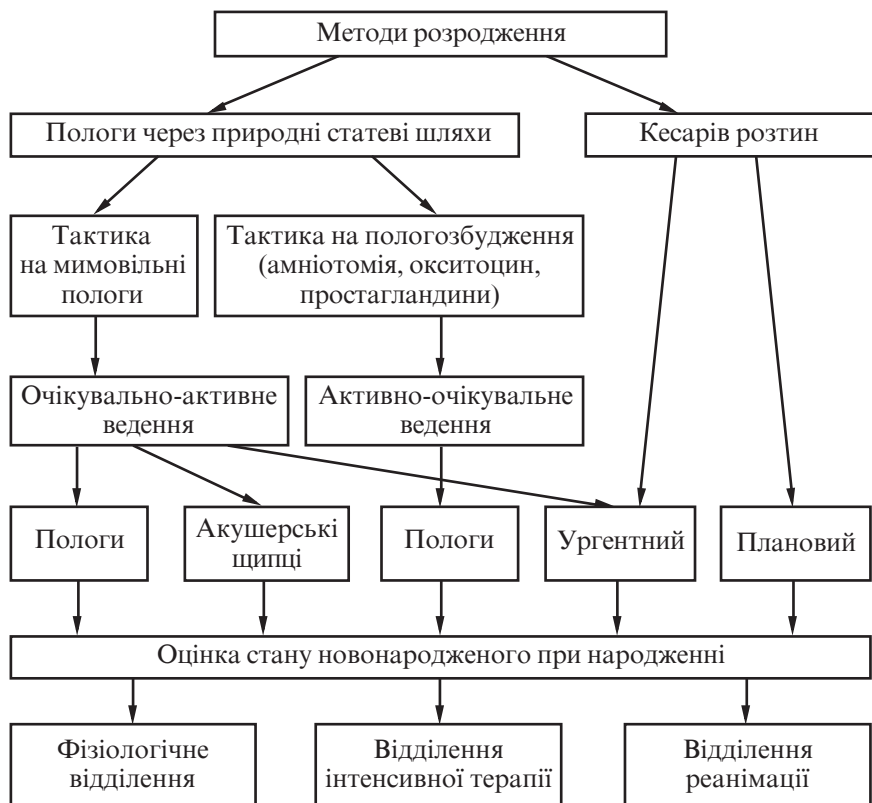 Методи розродження
Пологи через природні статеві шляхи
Кесарів розтин
Тактика
на мимовільні
пологи
Тактика на пологозбудження
(амніотомія, окситоцин,
простагландини)
Очікувально-активне
ведення
Активно-очікувальне
ведення
Пологи
Акушерські
щипці
Пологи
Ургентний
Плановий
Оцінка стану новонародженого при народженні
Фізіологічне
відділення
Відділення
інтенсивної терапії
Відділення
реанімації